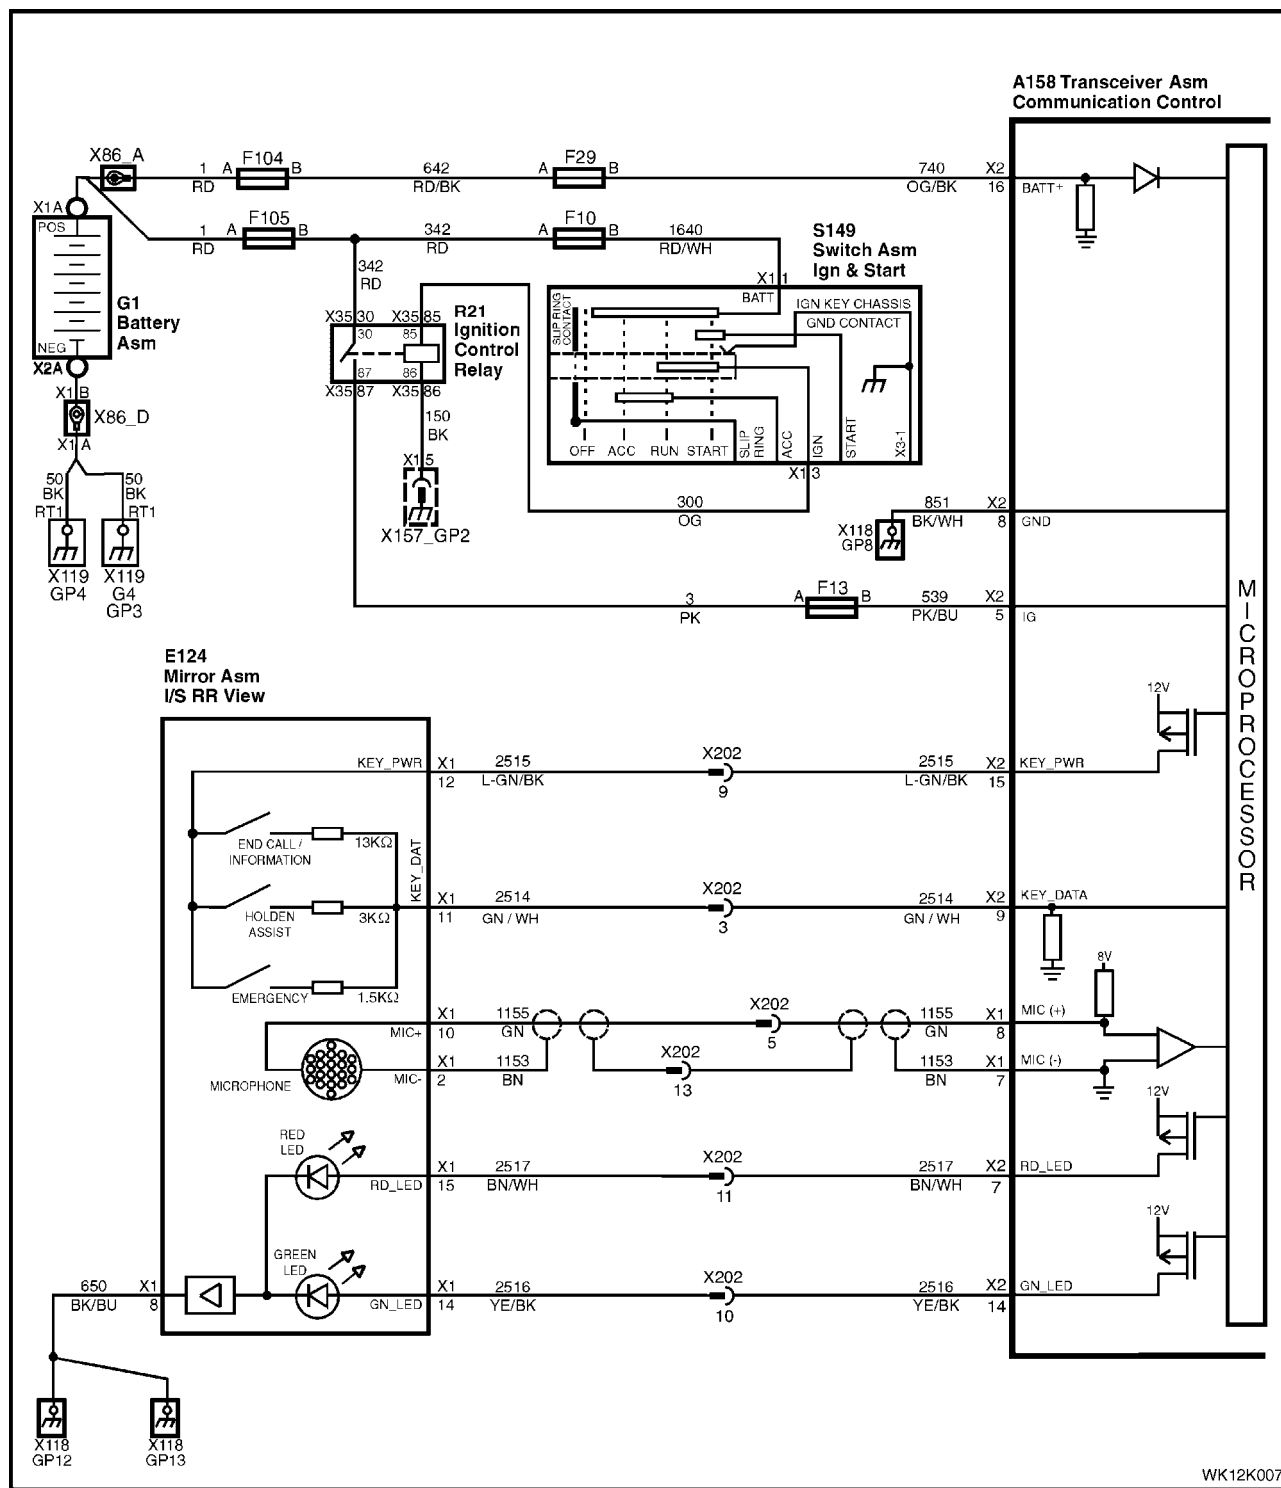 A158 Transceiver Asm
Communication Control
X86_A
1
RD
A
F104
B
642
RD/BK
A
F29
B
740
OG/BK
X2
16
BATT+
X1A
POS
NEG
X2A
G1
Battery
Asm
1
RD
A
F105
B
342
RD
A
F10
B
1640
RD/WH
S149
Switch Asm
Ign & Start
342
RD
X1 1
BATT
SLIP RING
CONTACT
IGN KEY CHASSIS
GND CONTACT
X35 30
X35 85
30
85
87
86
X35 87
X35 86
R21
Ignition
Control
Relay
OFF
ACC
RUN
START
SLIP
RING
ACC
IGN
START
X3-1
X1 3
X1 B
X86_D
X1 A
50
BK
RT1
50
BK
RT1
X119
GP4
X119
G4
GP3
150
BK
X1 5
X157_GP2
300
OG
X118
GP8
851
BK/WH
X2
8
GND
3
PK
A
F13
B
539
PK/BU
X2
5
IG
MICROPROCESSOR
E124
Mirror Asm
I/S RR View
12V
KEY_PWR
X1
12
2515
L-GN/BK
X202
9
2515
L-GN/BK
X2
15
KEY_PWR
END CALL /
INFORMATION
13KΩ
KEY_DAT
HOLDEN
ASSIST
3KΩ
X1
11
2514
GN / WH
X202
3
2514
GN / WH
X2
9
KEY_DATA
EMERGENCY
1.5KΩ
8V
MIC+
X1
10
1155
GN
X202
5
1155
GN
X1
8
MIC (+)
MICROPHONE
MIC-
X1
2
1153
BN
X202
13
1153
BN
X1
7
MIC (-)
12V
RED
LED
RD_LED
X1
15
2517
BN/WH
X202
11
2517
BN/WH
X2
7
RD_LED
12V
GREEN
LED
GN_LED
X1
14
2516
YE/BK
X202
10
2516
YE/BK
X2
14
GN_LED
650
BK/BU
X1
8
X118
GP12
X118
GP13
WK12K007